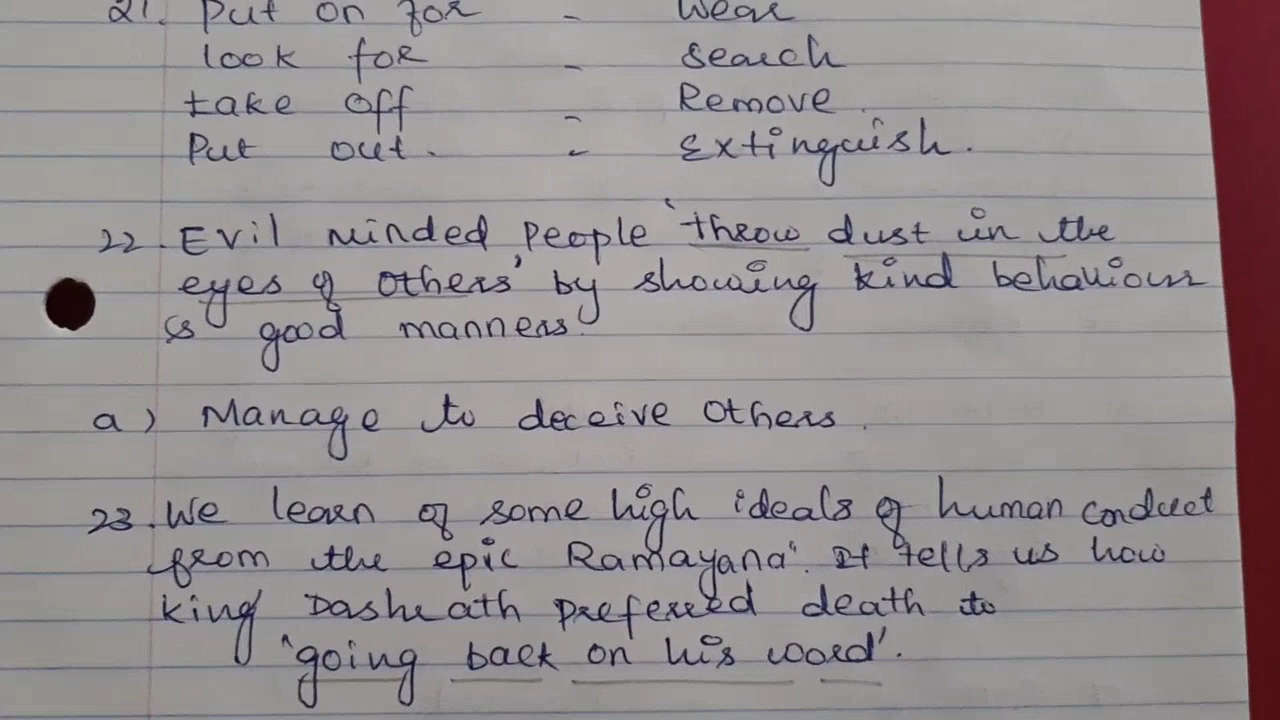 21. Put on for - Wear
look for - Search
take off - Remove.
Put out. - Extinguish.
22. Evil minded people 'throw dust in the
eyes of others' by showing kind behaviour
is good manners.
a) Manage to deceive others.
23. We learn of some high ideals of human conduct
from the epic Ramayana". It tells us how
King Dasharath preferred death to
'going back on his word'.